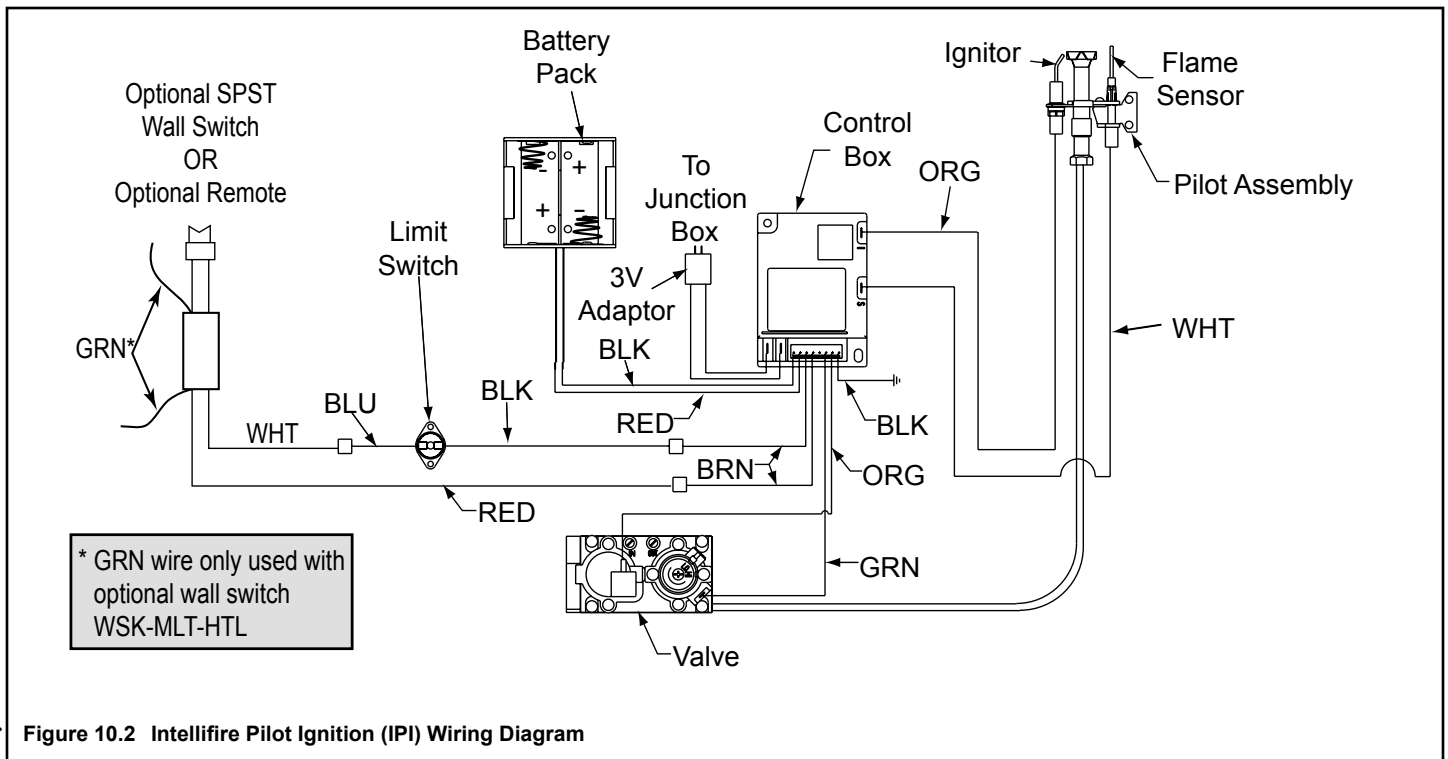 Battery
Pack
Ignitor
Flame
Sensor
Optional SPST
Wall Switch
OR
Optional Remote
Control
Box
To
Junction
Box
ORG
Pilot Assembly
Limit
Switch
3V
Adaptor
- +
+ -
I
S
WHT
GRN*
BLK
BLU
BLK
RED
BLK
WHT
BRN
ORG
RED
* GRN wire only used with
optional wall switch
WSK-MLT-HTL
GRN
Valve
Figure 10.2 Intellifire Pilot Ignition (IPI) Wiring Diagram